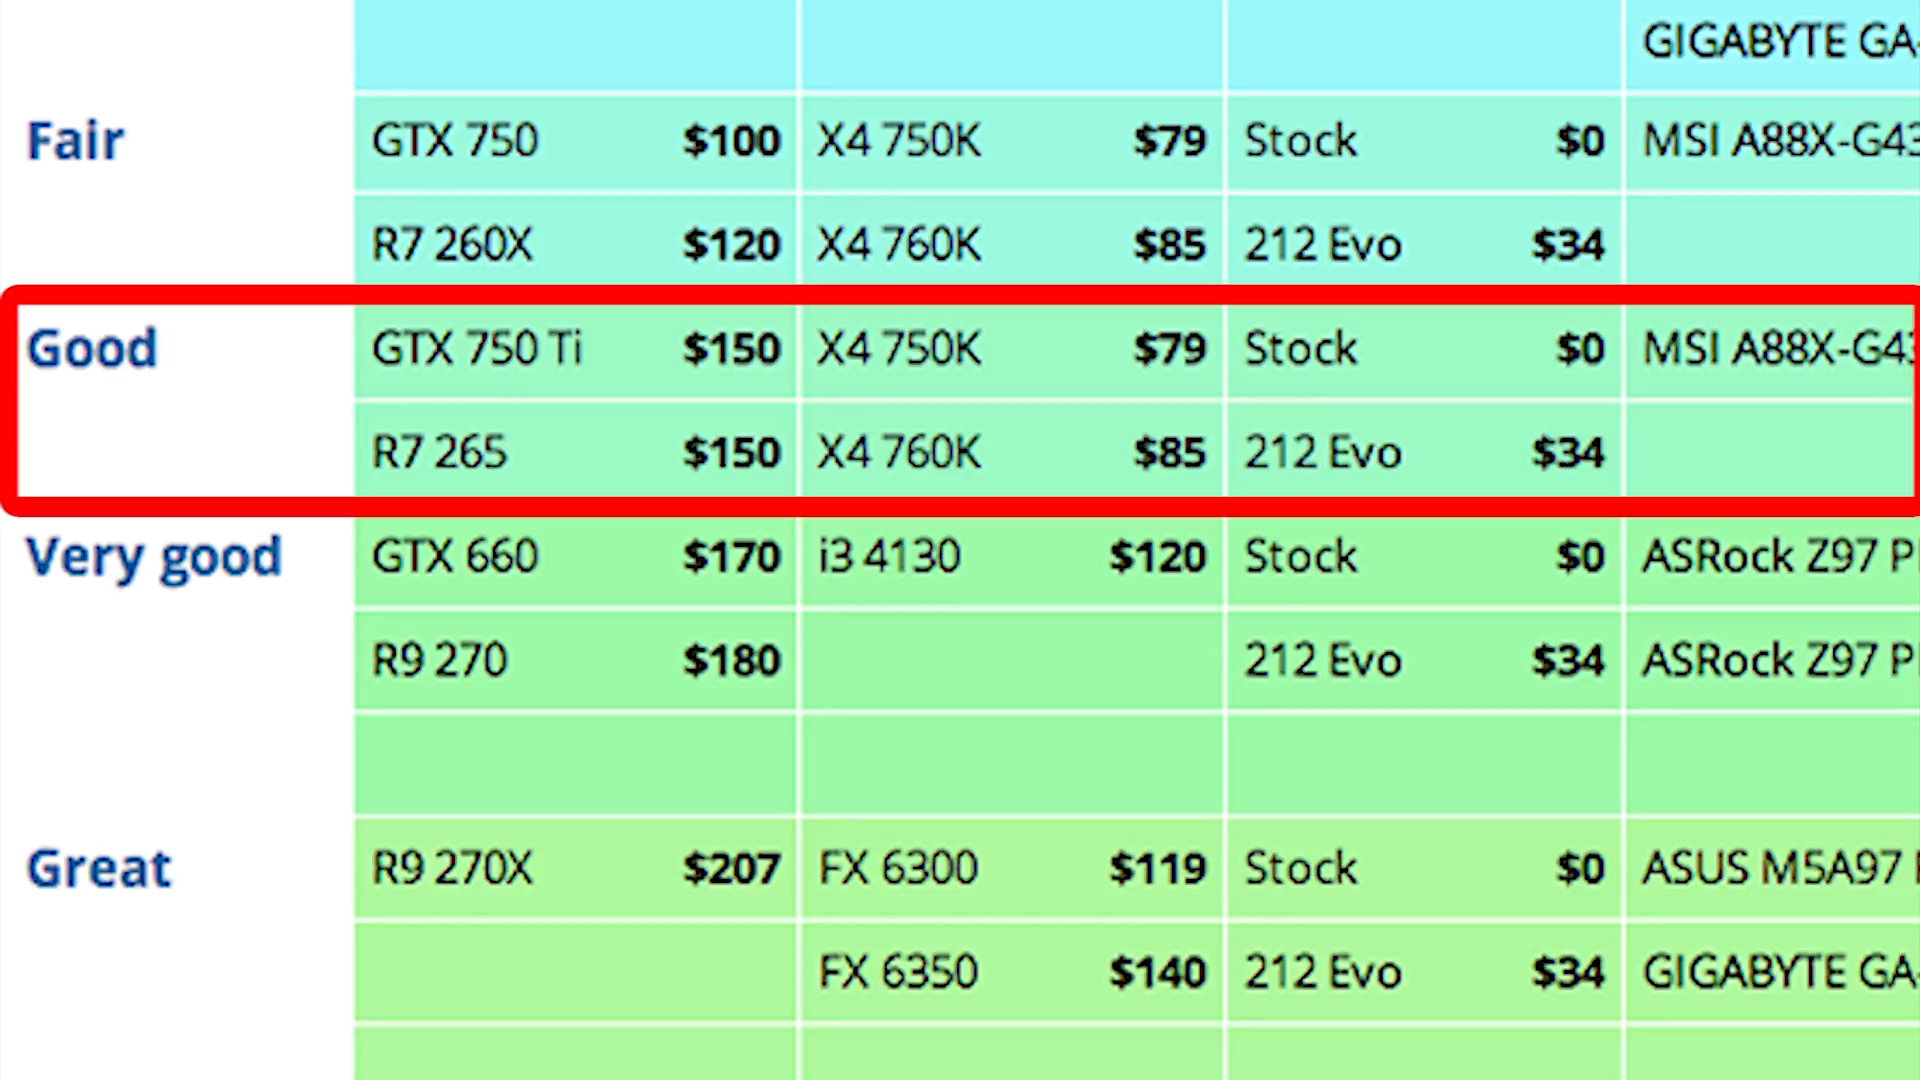 GIGABYTE GA-
Fair GTX 750 $100 X4 750K $79 Stock $0 MSI A88X-G43
R7 260X $120 X4 760K $85 212 Evo $34
Good GTX 750 Ti $150 X4 750K $79 Stock $0 MSI A88X-G43
R7 265 $150 X4 760K $85 212 Evo $34
Very good GTX 660 $170 i3 4130 $120 Stock $0 ASRock Z97 P
R9 270 $180 212 Evo $34 ASRock Z97 P
Great R9 270X $207 FX 6300 $119 Stock $0 ASUS M5A97
FX 6350 $140 212 Evo $34 GIGABYTE GA-